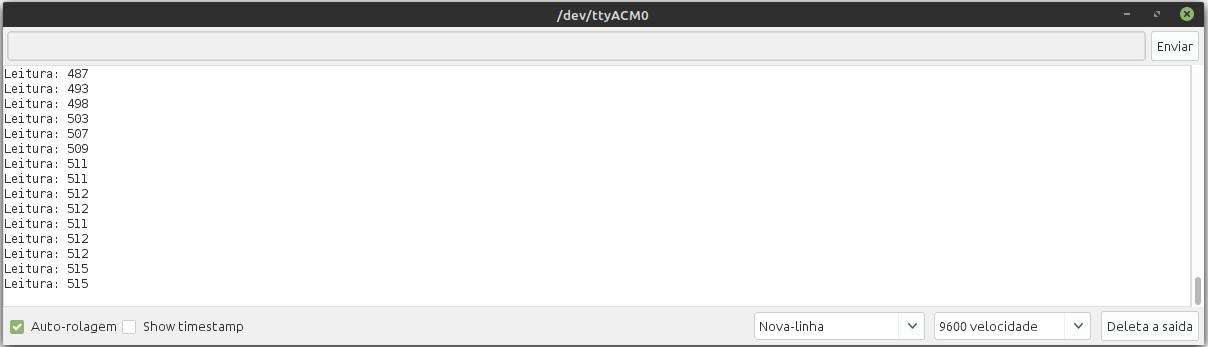 /dev/ttyACM0
Enviar
Leitura: 487
Leitura: 493
Leitura: 498
Leitura: 503
Leitura: 507
Leitura: 509
Leitura: 511
Leitura: 511
Leitura: 512
Leitura: 512
Leitura: 511
Leitura: 512
Leitura: 512
Leitura: 515
Leitura: 515
Auto-rolagem Show timestamp Nova-linha 9600 velocidade Deleta a saida